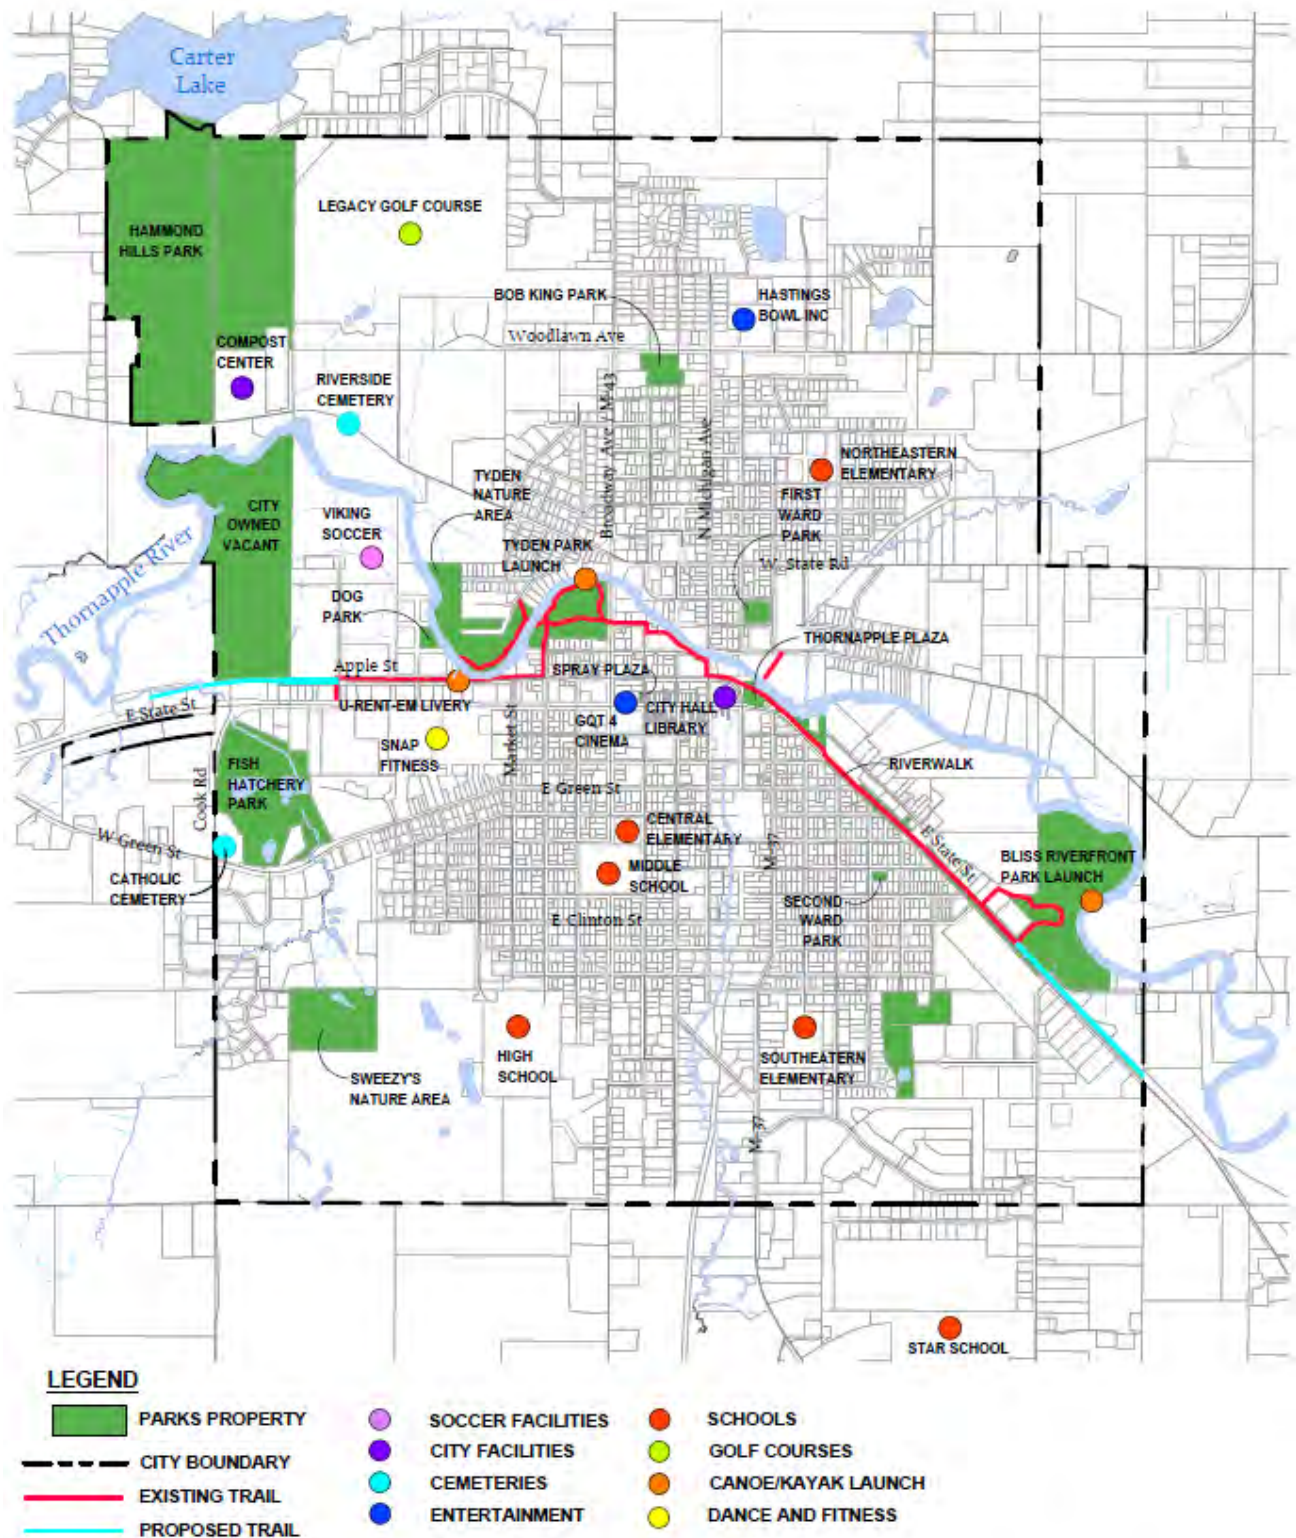 Carter
Lake
LEGACY GOLF COURSE
HAMMOND
HILLS PARK
BOB KING PARK
HASTINGS
BOWL INC
Woodlawn Ave
COMPOST
CENTER
RIVERSIDE
CEMETERY
Broadway Ave M-43
N Michigan Ave
NORTHEASTERN
ELEMENTARY
TYDEN
NATURE
AREA
FIRST
WARD
PARK
CITY
OWNED
VACANT
VIKING
SOCCER
TYDEN PARK
LAUNCH
W State Rd
Thornapple River
DOG
PARK
THORNAPPLE PLAZA
Apple St
SPRAY PLAZA
E State St
U-RENT-EM LIVERY
GQT 4
CINEMA
CITY HALL
LIBRARY
Market St
SNAP
FITNESS
RIVERWALK
FISH
HATCHERY
PARK
Cook Rd
E Green St
W Green St
CENTRAL
ELEMENTARY
M-37
E State St
BLISS RIVERFRONT
PARK LAUNCH
CATHOLIC
CEMETERY
MIDDLE
SCHOOL
SECOND
WARD
PARK
E Clinton St
HIGH
SCHOOL
SOUTHEATERN
ELEMENTARY
SWEEZY'S
NATURE AREA
M-37
STAR SCHOOL
LEGEND
PARKS PROPERTY
CITY BOUNDARY
EXISTING TRAIL
PROPOSED TRAIL
SOCCER FACILITIES
CITY FACILITIES
CEMETERIES
ENTERTAINMENT
SCHOOLS
GOLF COURSES
CANOE/KAYAK LAUNCH
DANCE AND FITNESS